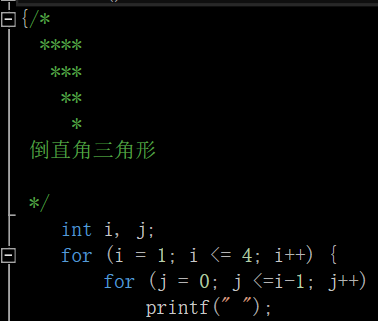 {/*
****
***
**
*
倒直角三角形
*/
int i, j;
for (i = 1; i <= 4; i++) {
for (j = 0; j <=i-1; j++)
printf(" ");